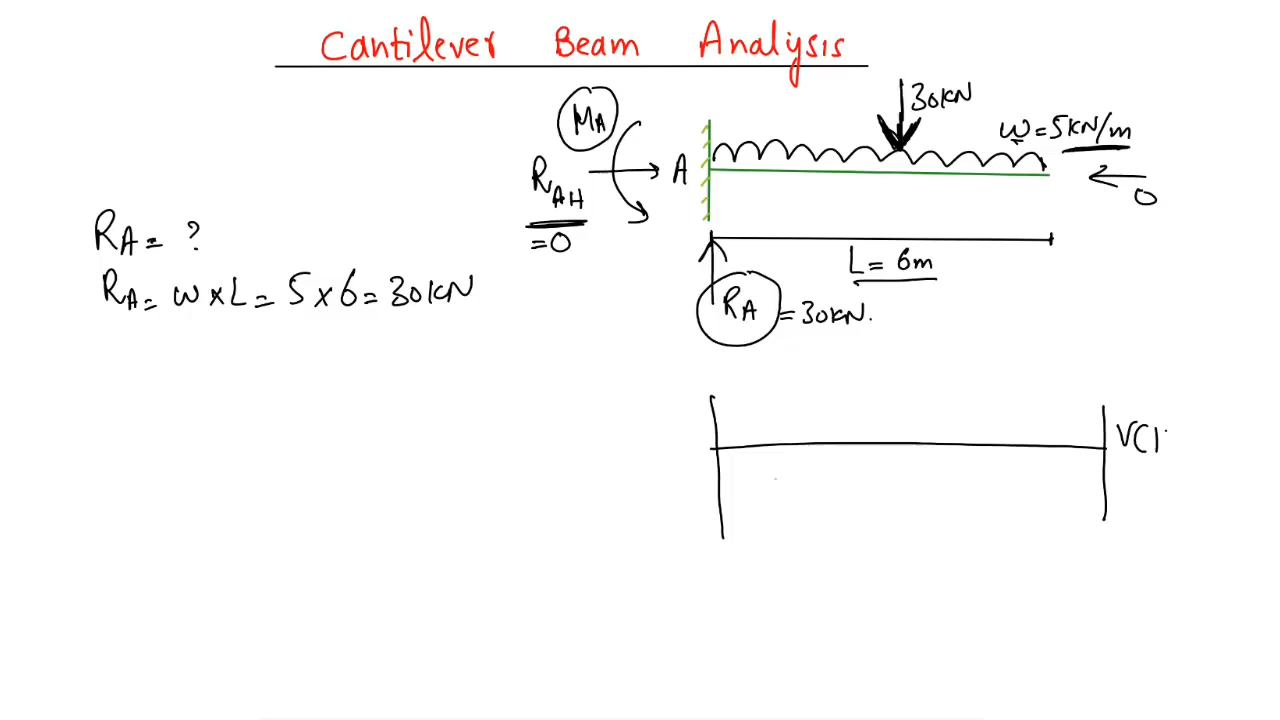 Cantilever Beam Analysis
MA
30KN
w=5KN/m
RAH
A
=0
0
RA= ?
L= 6m
RA= w×L= 5×6=30KN
RA =30KN.
V(